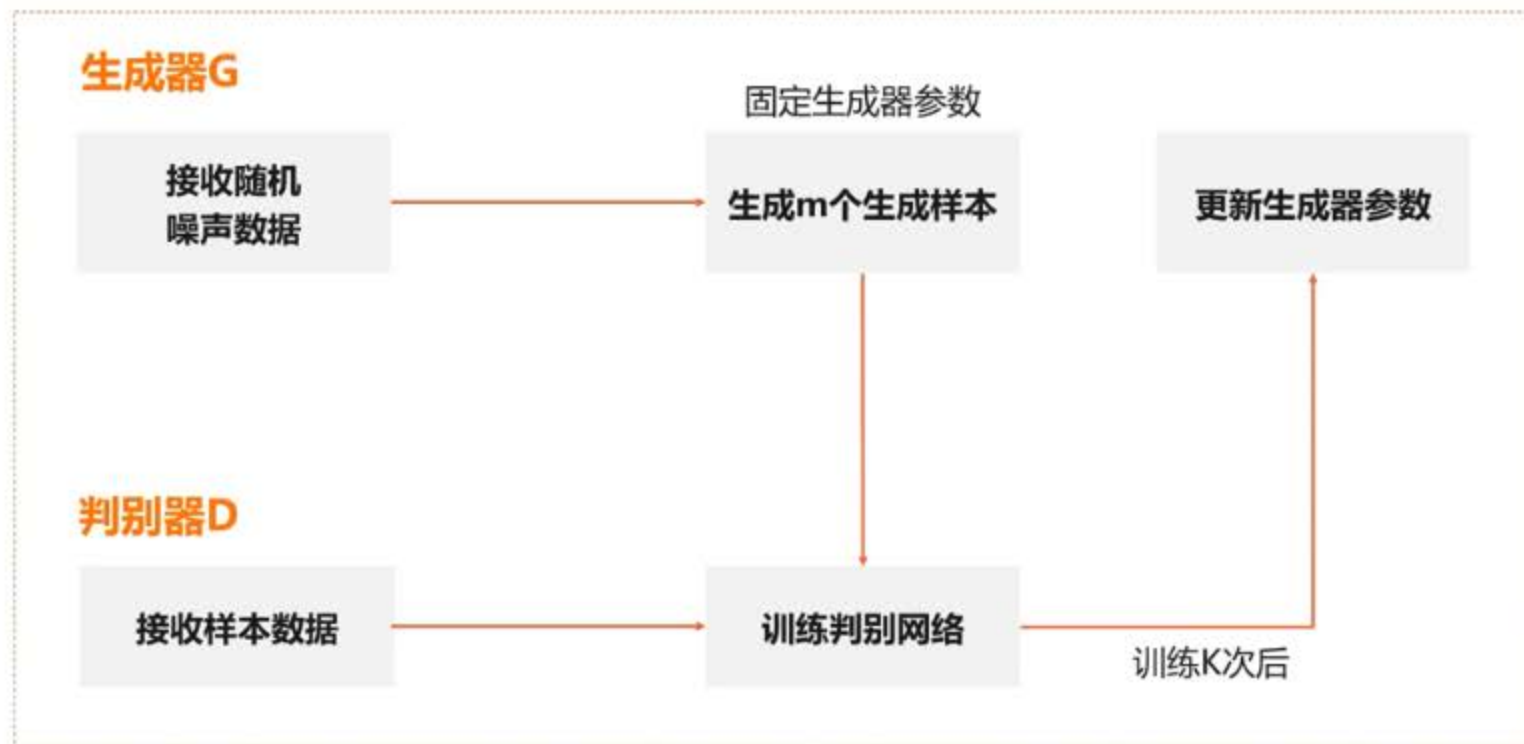 生成器G
固定生成器参数
接收随机
噪声数据
生成m个生成样本
更新生成器参数
判别器D
接收样本数据
训练判别网络
训练K次后